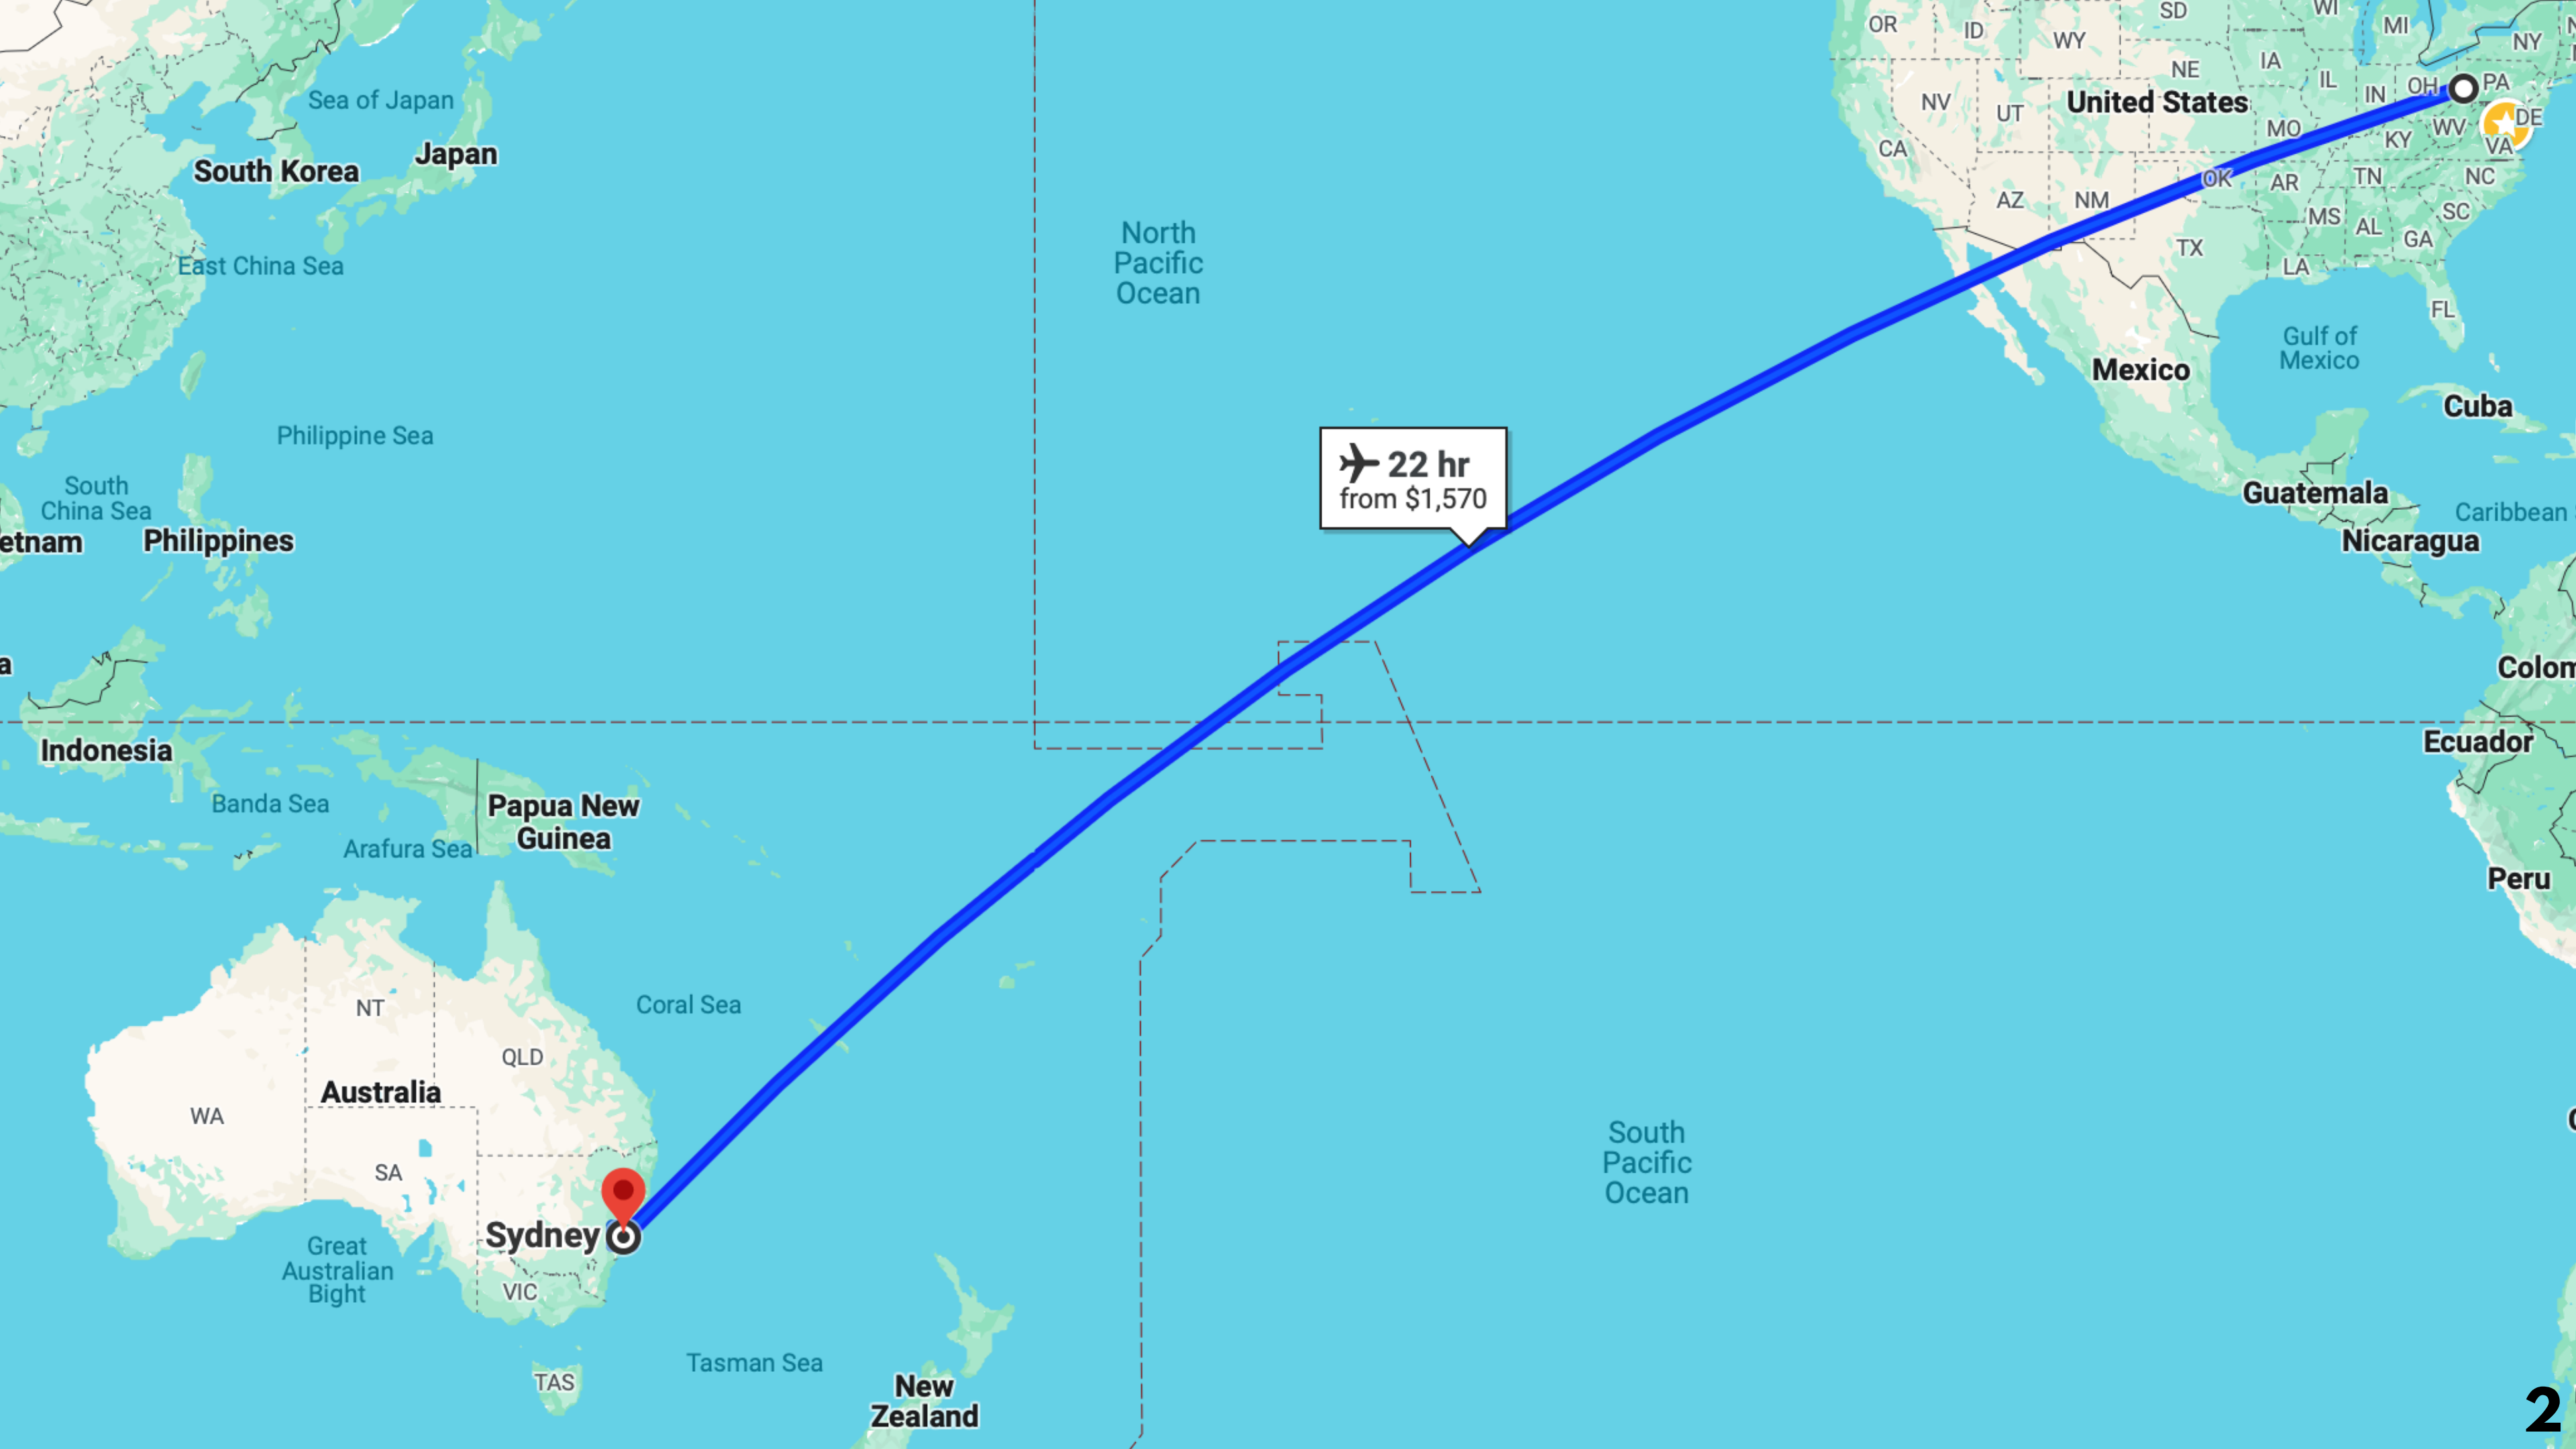 OR
ID
WY
SD
WI
MI
NY
NE
IA
IL
IN
OH
PA
NV
UT
United States
MO
KY
WV
DE
VA
CA
AZ
NM
OK
AR
TN
NC
MS
AL
SC
GA
TX
LA
FL
Sea of Japan
South Korea
Japan
East China Sea
North
Pacific
Ocean
Gulf of
Mexico
Mexico
Cuba
Philippine Sea
South
China Sea
etnam
Philippines
22 hr
from $1,570
Guatemala
Caribbean
Nicaragua
a
Colom
Indonesia
Ecuador
Banda Sea
Papua New
Guinea
Arafura Sea
Peru
NT
Coral Sea
QLD
Australia
WA
SA
South
Pacific
Ocean
Sydney
Great
Australian
Bight
VIC
Tasman Sea
TAS
New
Zealand
2